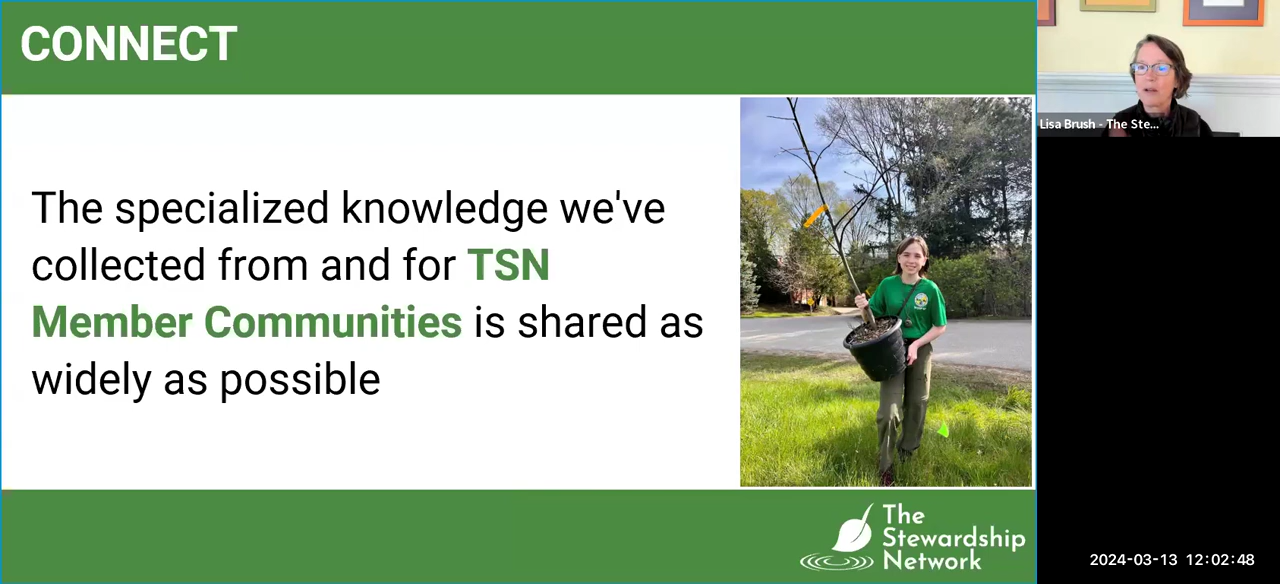 CONNECT
The specialized knowledge we've
collected from and for TSN
Member Communities is shared as
widely as possible
Lisa Brush - The Ste...
The
Stewardship
Network
2024-03-13 12:02:48